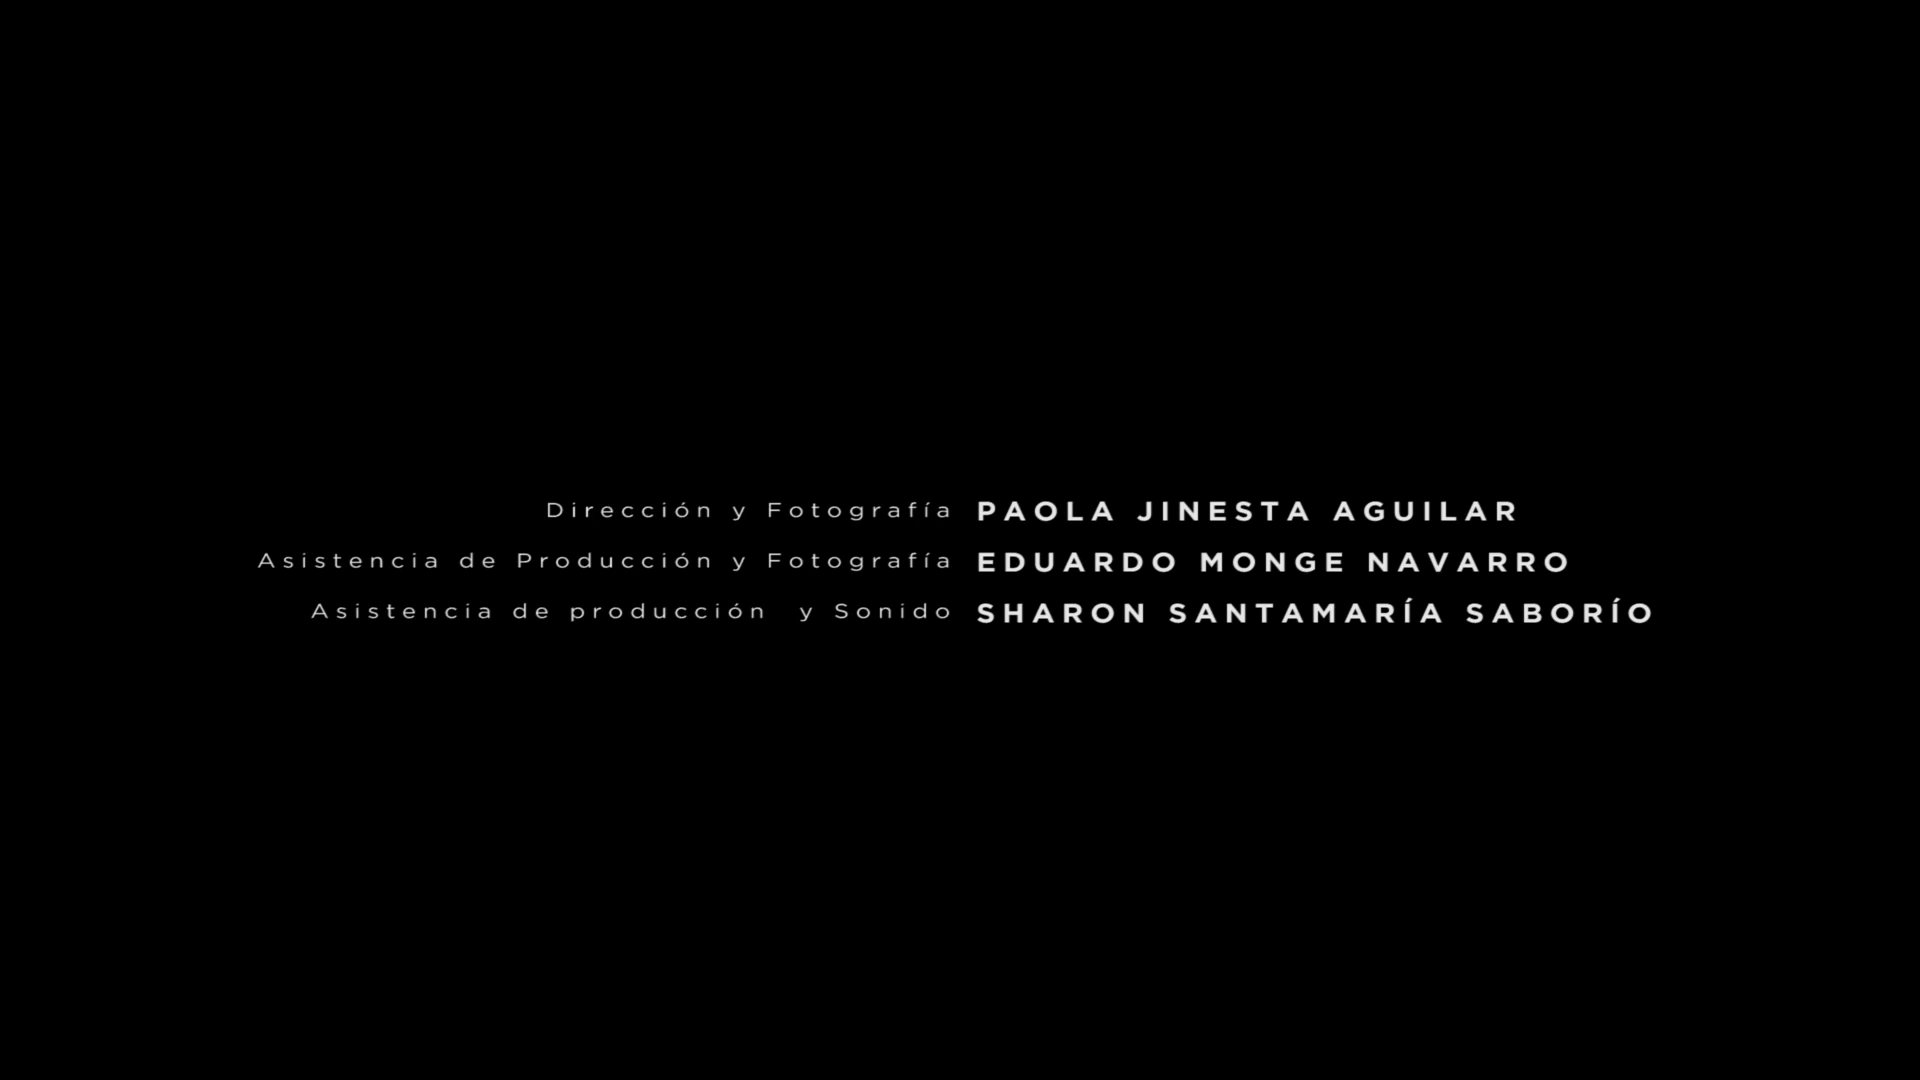 Dirección y Fotografía PAOLA JINESTA AGUILAR
Asistencia de Producción y Fotografía EDUARDO MONGE NAVARRO
Asistencia de producción y Sonido SHARON SANTAMARÍA SABORÍO